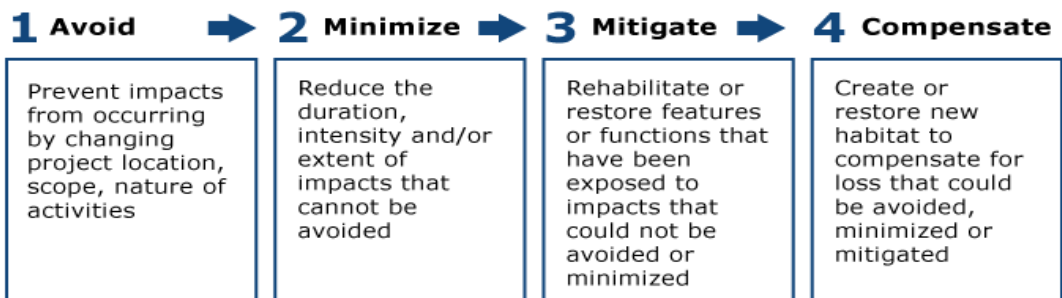 1 Avoid
Prevent impacts
from occurring
by changing
project location,
scope, nature of
activities
2 Minimize
Reduce the
duration,
intensity and/or
extent of
impacts that
cannot be
avoided
3 Mitigate
Rehabilitate or
restore features
or functions that
have been
exposed to
impacts that
could not be
avoided or
minimized
4 Compensate
Create or
restore new
habitat to
compensate for
loss that could
be avoided,
minimized or
mitigated